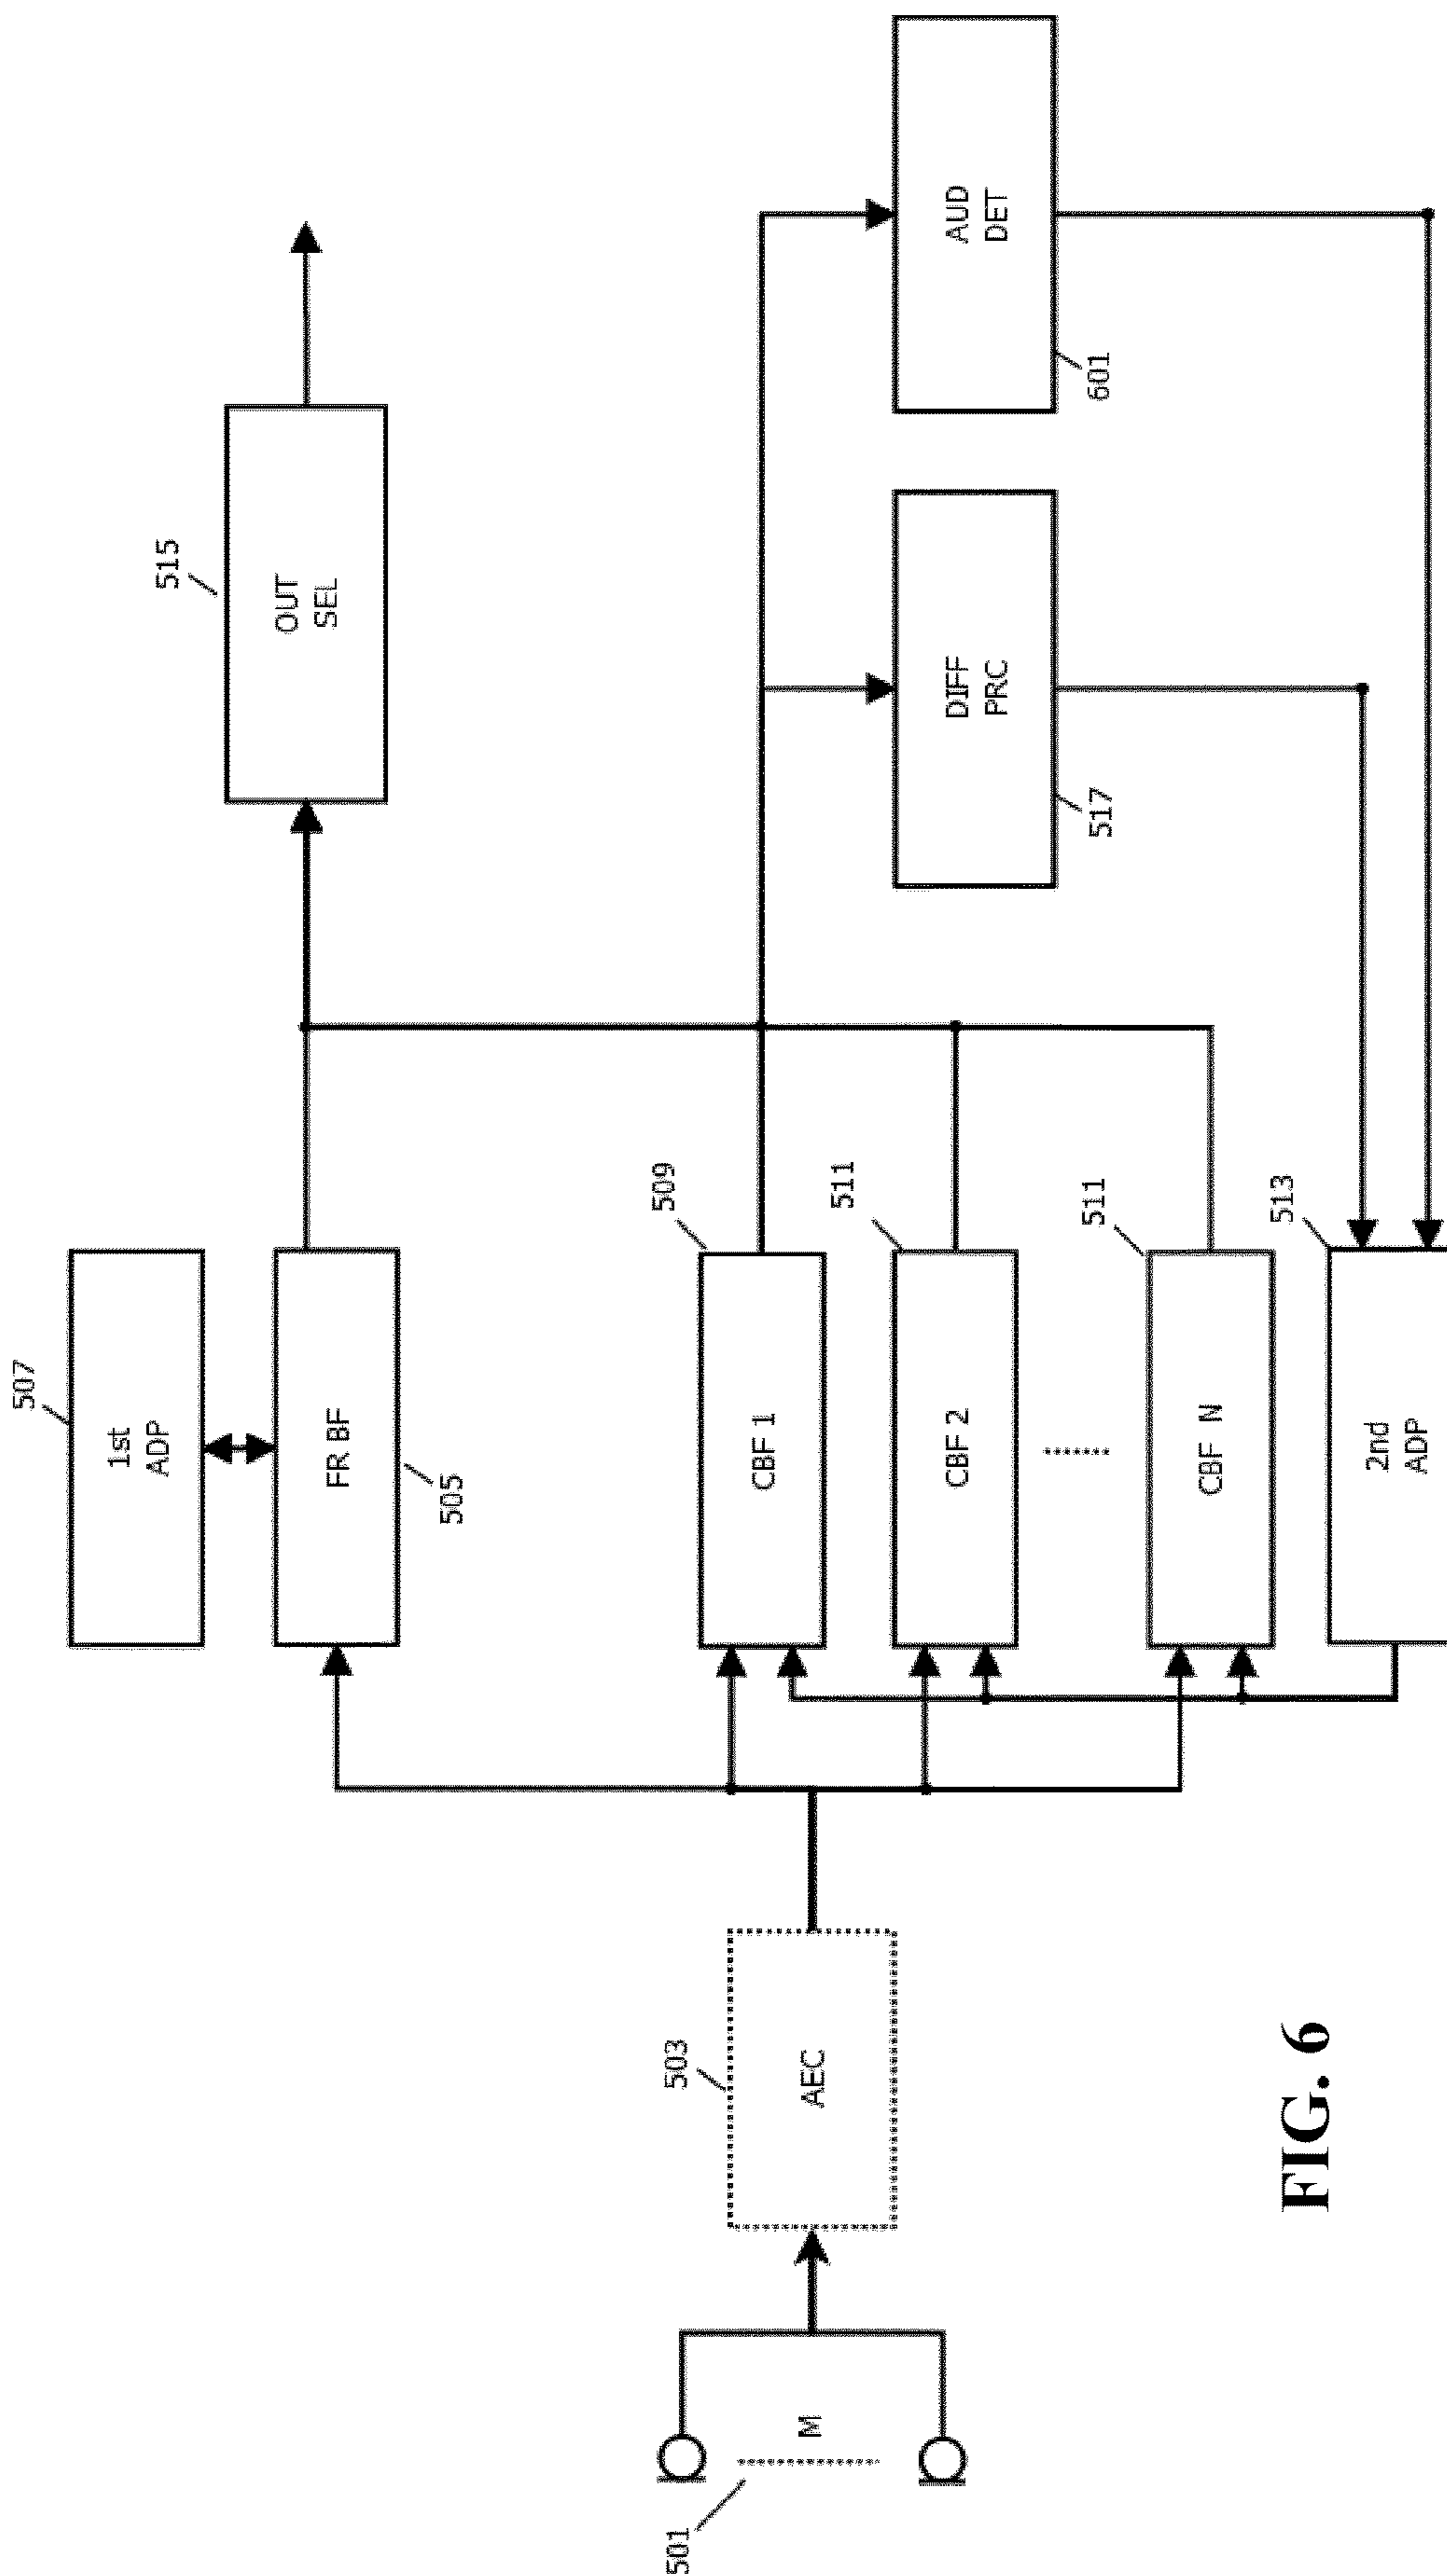 507
1st
ADP
FR BF
505
515
OUT
SEL
501
M
503
AEC
509
CBF 1
511
CBF 2
511
CBF N
513
2nd
ADP
DIFF
PRC
517
AUD
DET
601
FIG. 6